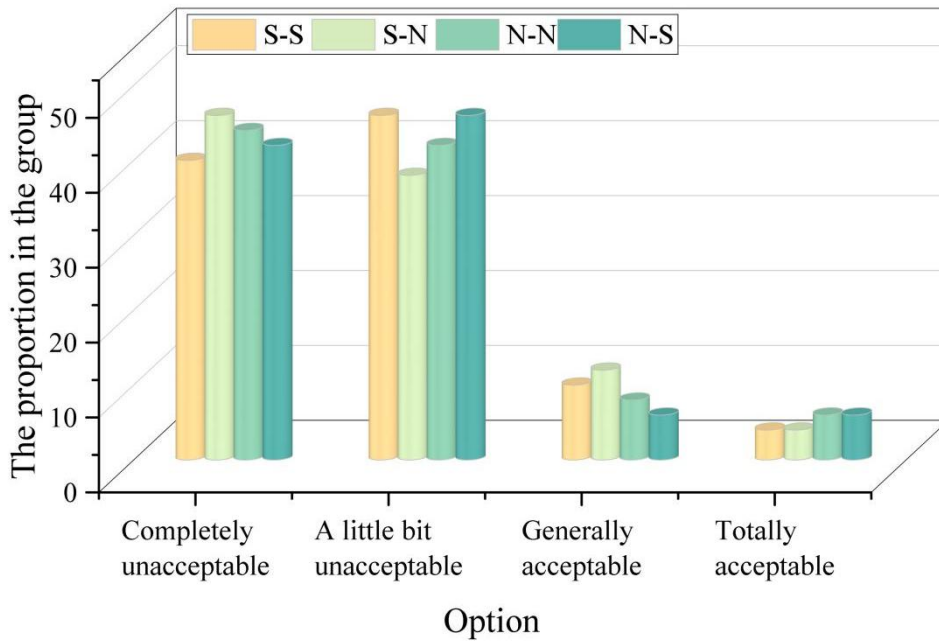 S-S S-N N-N N-S
The proportion in the group
50
40
30
20
10
0
Completely unacceptable
A little bit unacceptable
Generally acceptable
Totally acceptable
Option